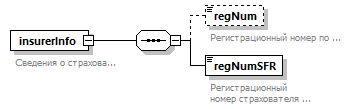 regNum
Регистрационный номер по ...
insurerInfo
Сведения о страхова...
regNumSFR
Регистрационный
номер страхователя ...